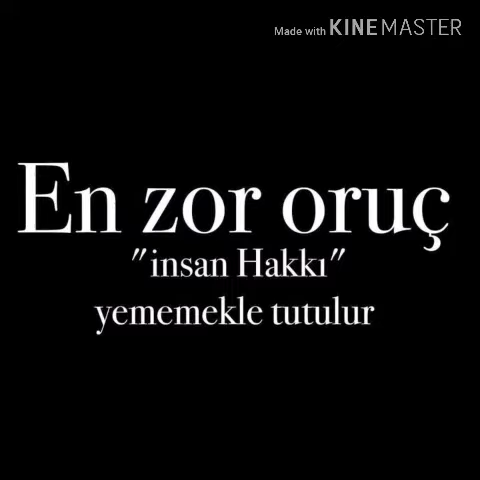 Made with KINEMASTER
En zor oruç
"insan Hakkı"
yememekle tutulur